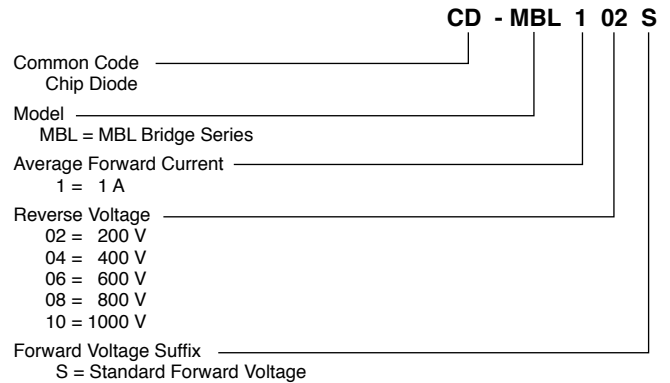 CD - MBL 1 02 S
Common Code
Chip Diode
Model
MBL = MBL Bridge Series
Average Forward Current
1 = 1 A
Reverse Voltage
02 = 200 V
04 = 400 V
06 = 600 V
08 = 800 V
10 = 1000 V
Forward Voltage Suffix
S = Standard Forward Voltage